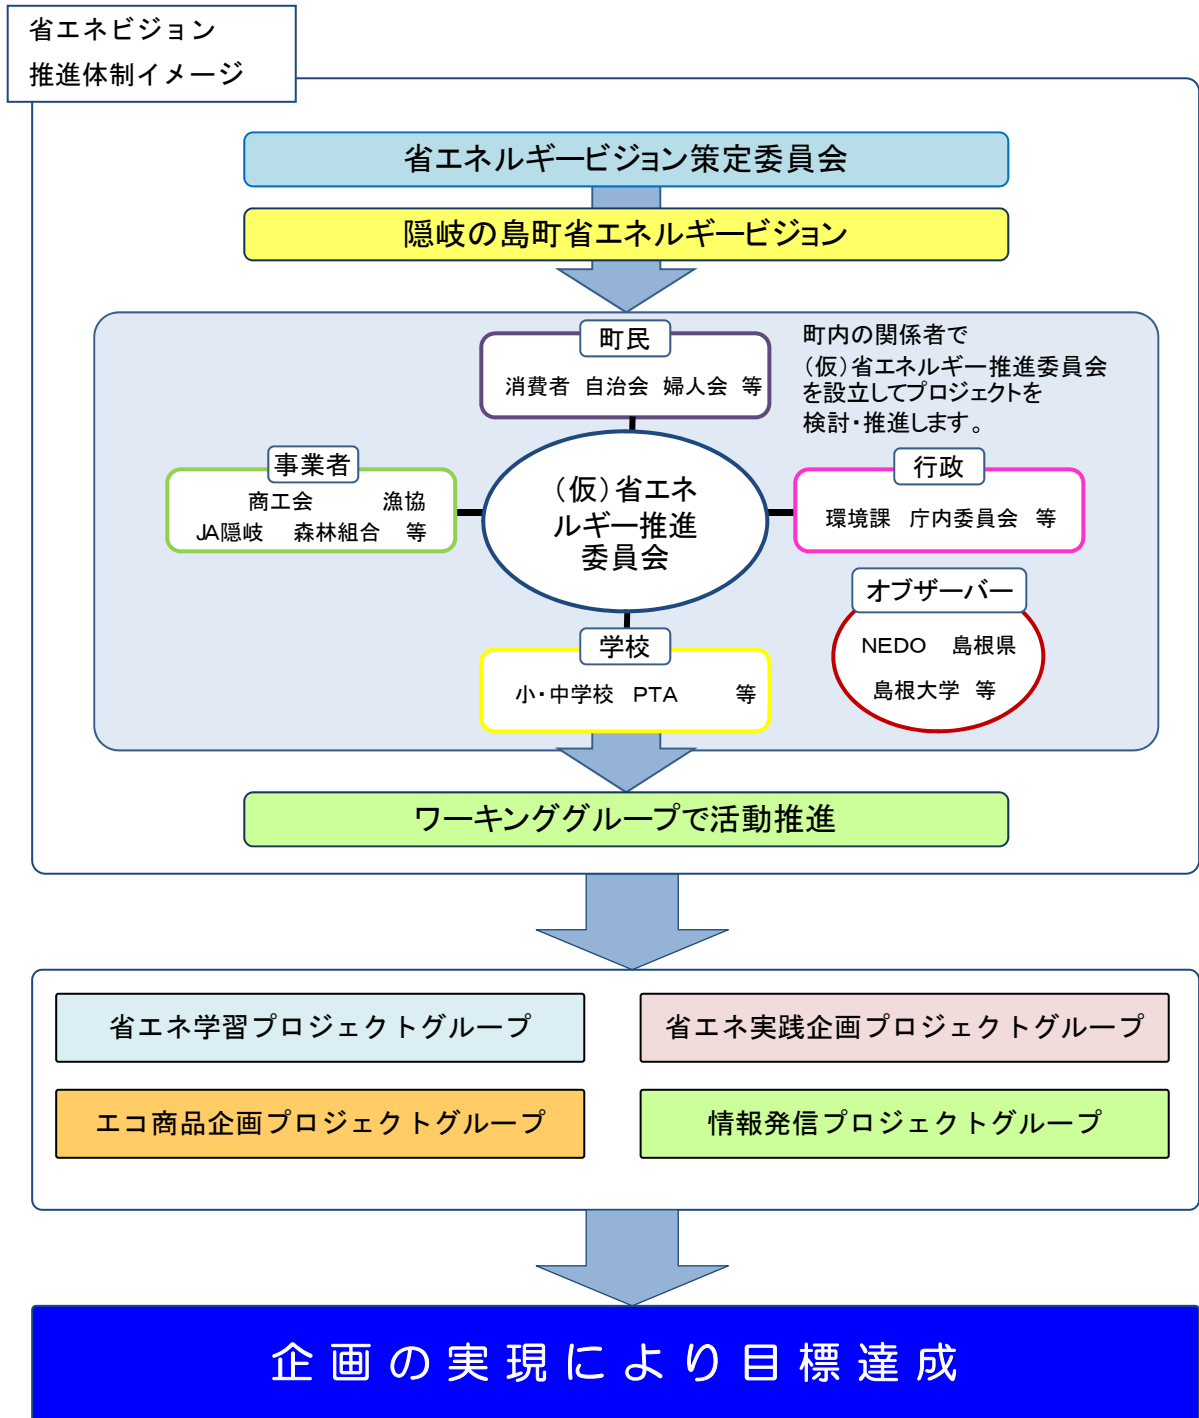 省エネビジョン
推進体制イメージ
省エネルギービジョン策定委員会
隠岐の島町省エネルギービジョン
町民
消費者 自治会 婦人会 等
町内の関係者で
（仮）省エネルギー推進委員会
を設立してプロジェクトを
検討・推進します。
事業者
商工会 漁協
JA隠岐 森林組合 等
（仮）省エネ
ルギー推進
委員会
行政
環境課 庁内委員会 等
オブザーバー
NEDO 島根県
島根大学 等
学校
小・中学校 PTA 等
ワーキンググループで活動推進
省エネ学習プロジェクトグループ
省エネ実践企画プロジェクトグループ
エコ商品企画プロジェクトグループ
情報発信プロジェクトグループ
企画の実現により目標達成